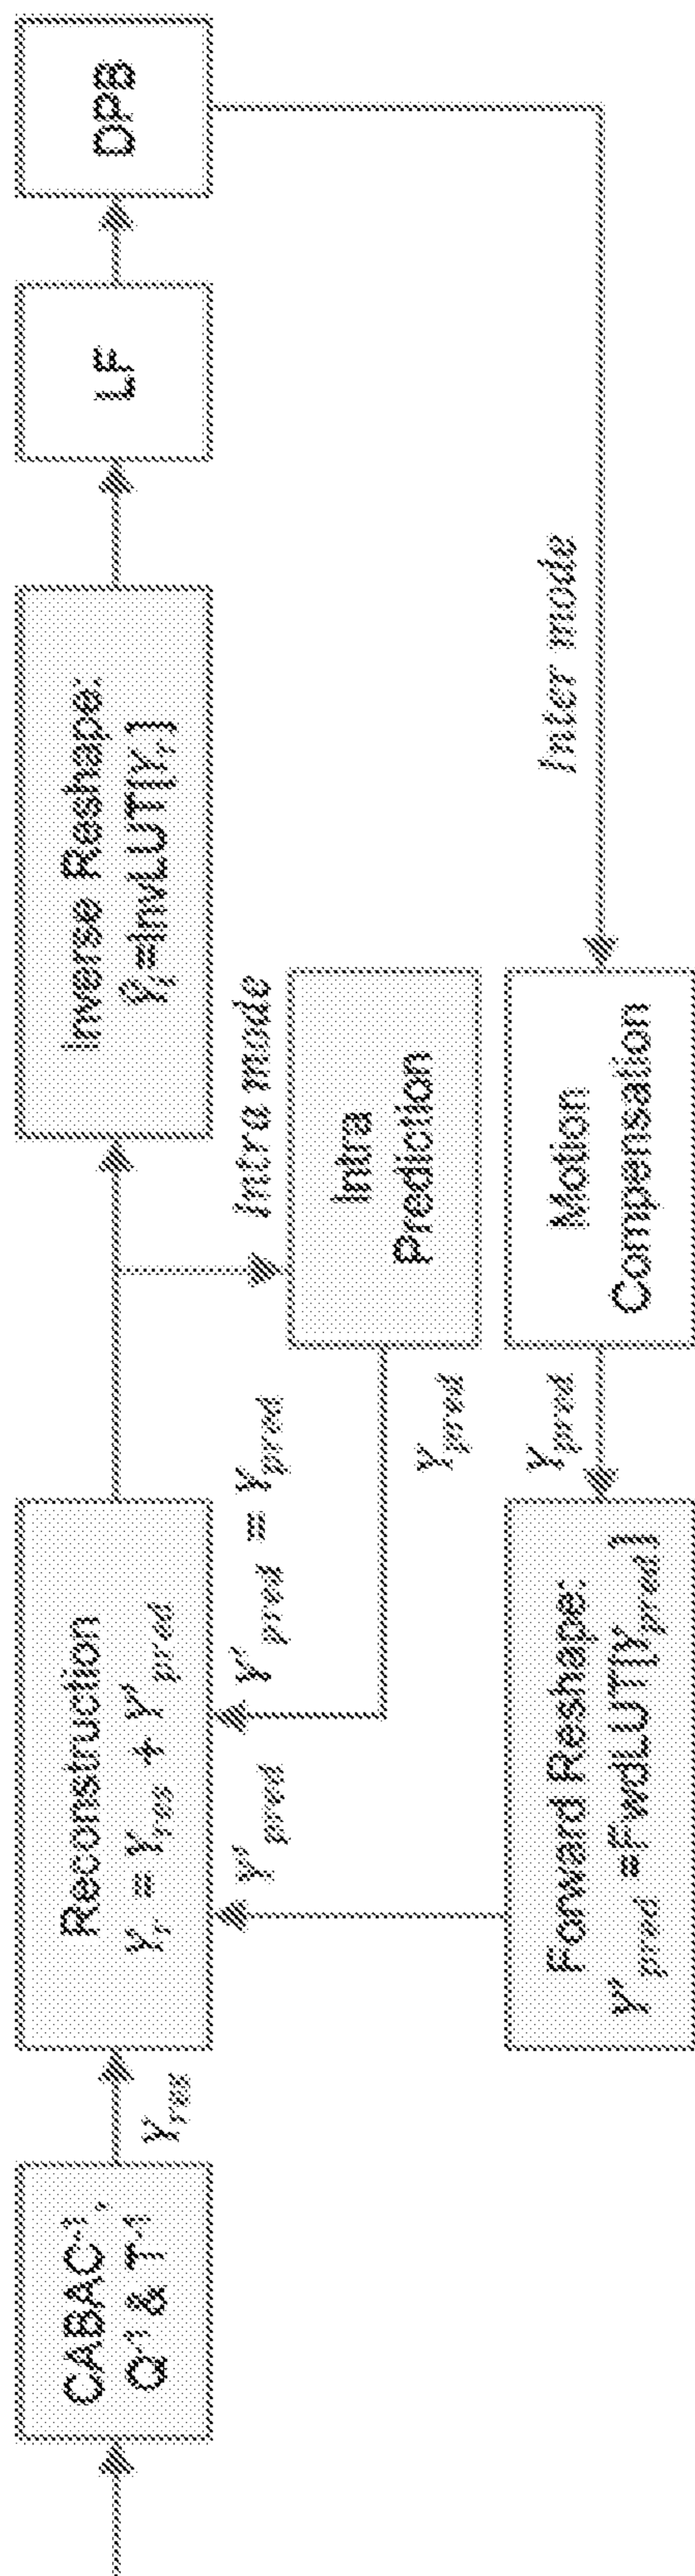 CABAC⁻¹,
Q⁻¹ & T⁻¹
Yres
Reconstruction
Yr = Yres + Y'pred
Y'pred
Y'pred = Ypred
Inverse Reshape:
Ŷr=InvLUT[Yr]
LF
DPB
Intra mode
Intra
Prediction
Ypred
Inter mode
Motion
Compensation
Ypred
Forward Reshape:
Y'pred =FwdLUT[Ypred]